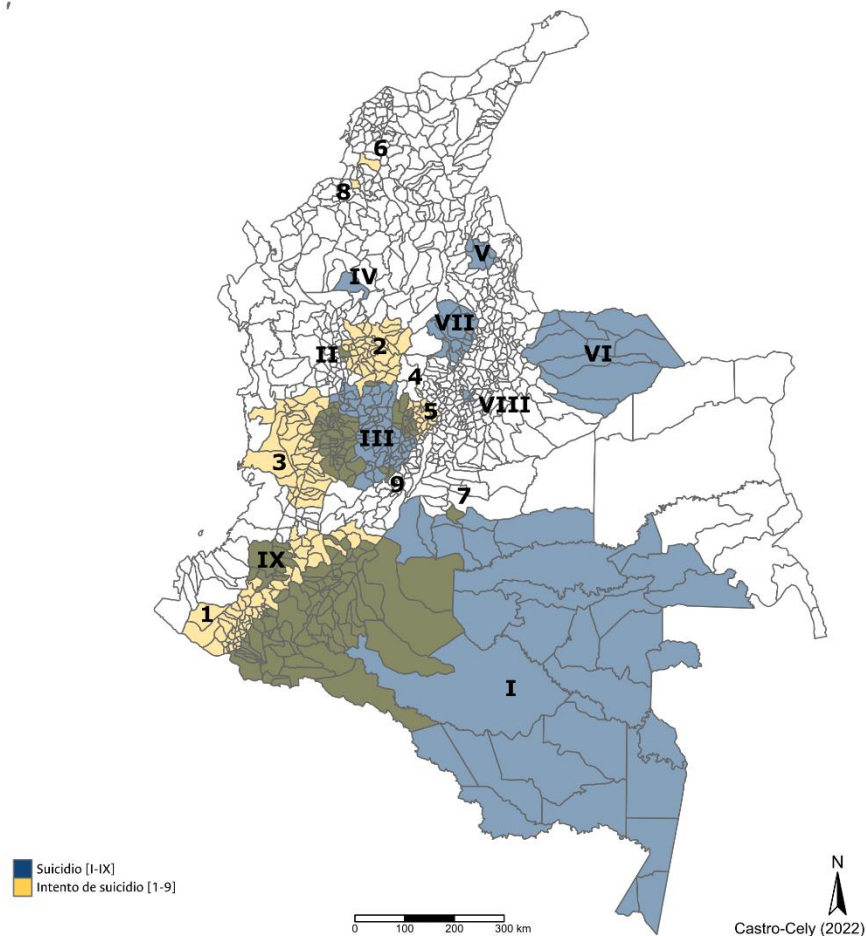 6
8
V
IV
VII
II
2
VI
4
5
VIII
III
3
9
7
IX
1
I
Suicidio [I-IX]
Intento de suicidio [1-9]
0 100 200 300 km
N
Castro-Cely (2022)